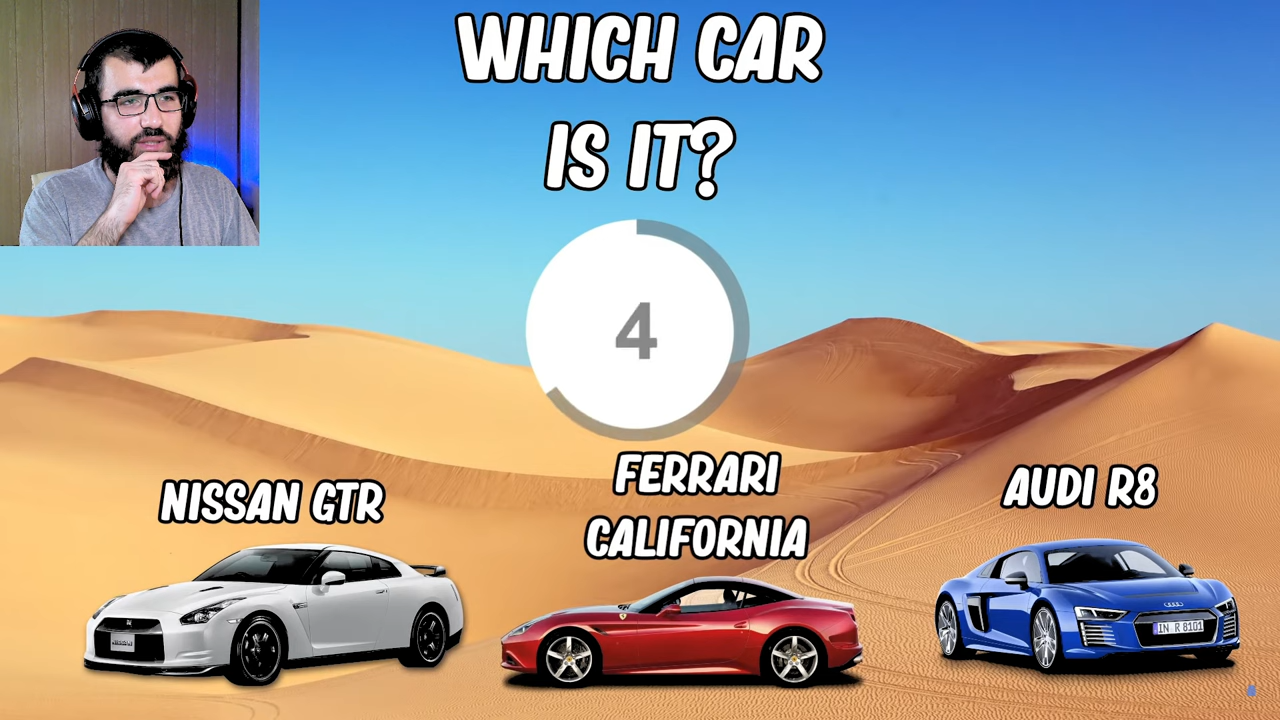 WHICH CAR
IS IT?
4
NISSAN GTR
FERRARI
CALIFORNIA
AUDI R8
IN R 8101